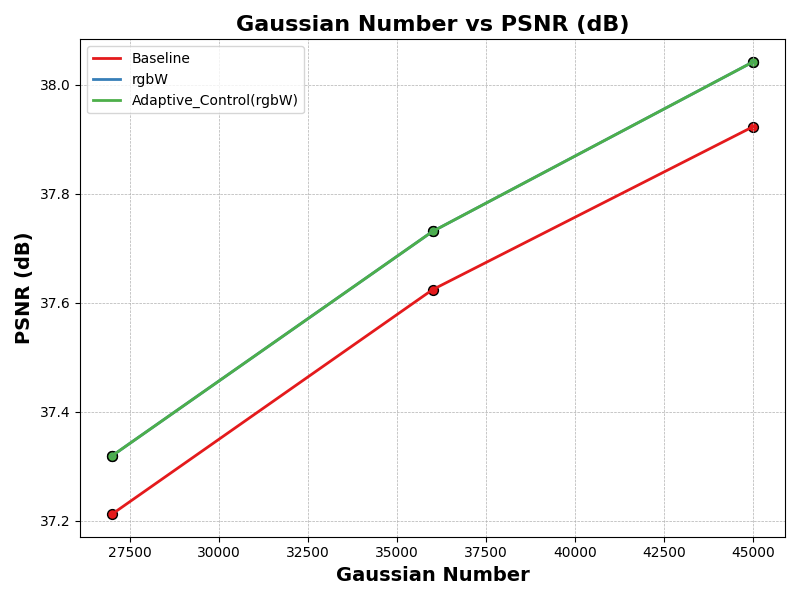 Gaussian Number vs PSNR (dB)
Baseline
rgbW
Adaptive_Control(rgbW)
38.0
37.8
37.6
37.4
37.2
PSNR (dB)
27500 30000 32500 35000 37500 40000 42500 45000
Gaussian Number